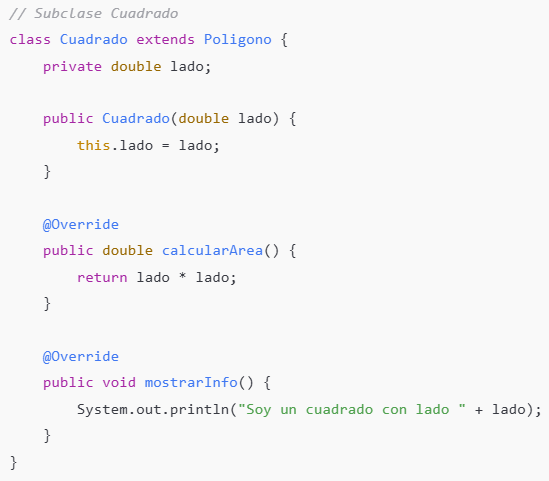 // Subclase Cuadrado
class Cuadrado extends Poligono {
    private double lado;

    public Cuadrado(double lado) {
        this.lado = lado;
    }

    @Override
    public double calcularArea() {
        return lado * lado;
    }

    @Override
    public void mostrarInfo() {
        System.out.println("Soy un cuadrado con lado " + lado);
    }
}